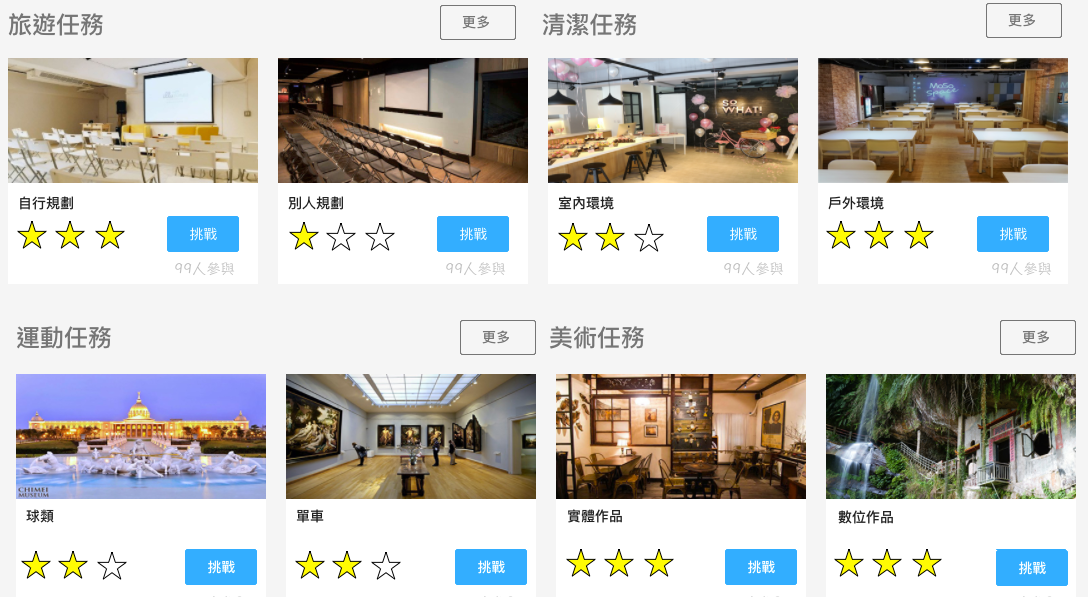 旅遊任務
更多
清潔任務
更多
SO WHAT!
MoSo Space
自行規劃
挑戰
99人參與
別人規劃
挑戰
99人參與
室內環境
挑戰
99人參與
戶外環境
挑戰
99人參與
運動任務
更多
美術任務
更多
CHIMEI
MUSEUM
球類
挑戰
單車
挑戰
實體作品
挑戰
數位作品
挑戰